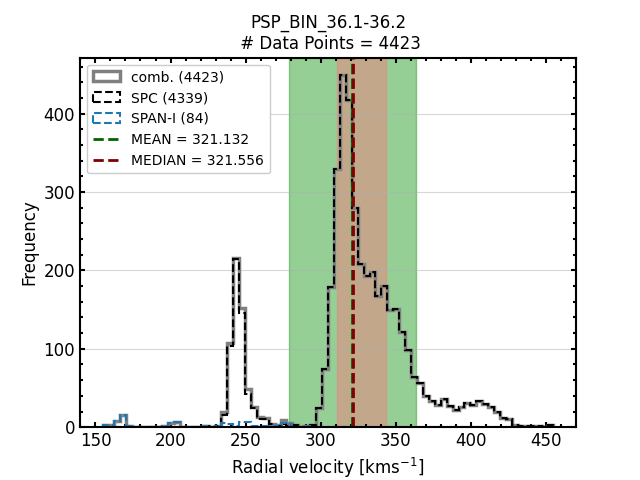 PSP_BIN_36.1-36.2
# Data Points = 4423
comb. (4423)
SPC (4339)
SPAN-I (84)
MEAN = 321.132
MEDIAN = 321.556
Frequency
400
300
200
100
0
150 200 250 300 350 400 450
Radial velocity [kms⁻¹]